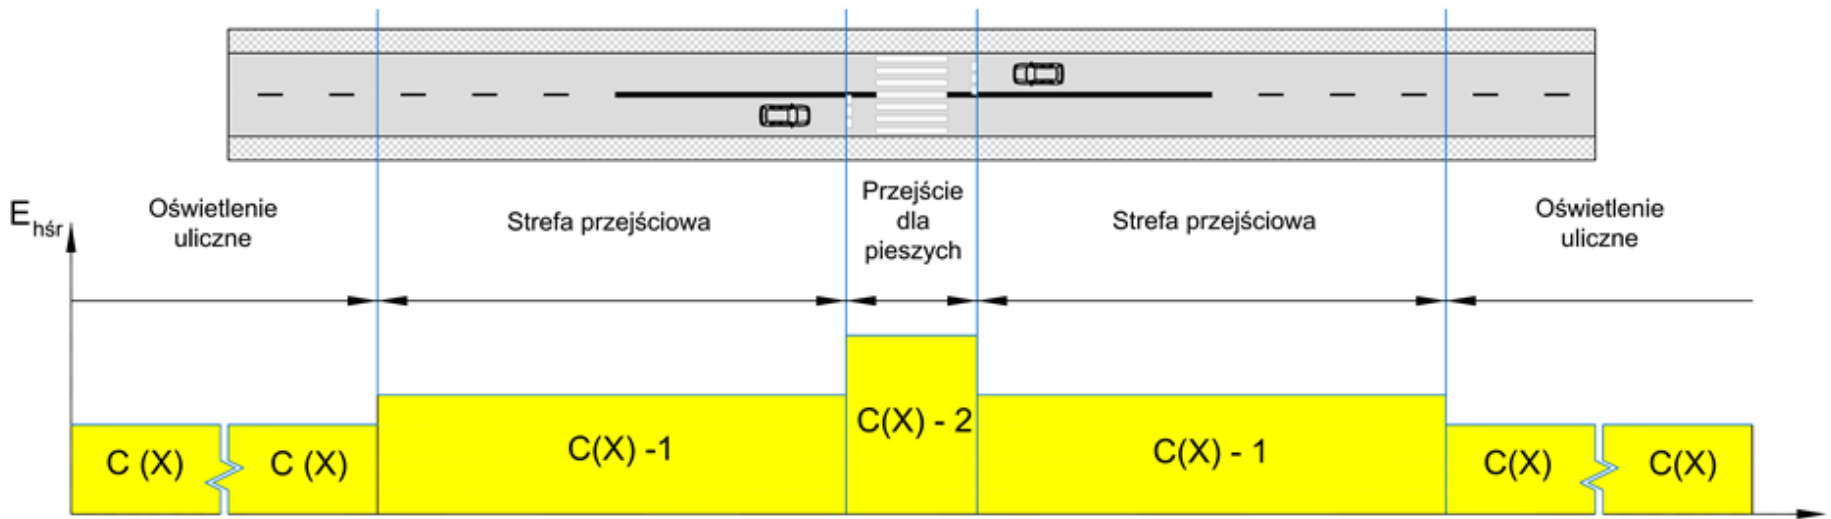 Oświetlenie
uliczne
Strefa przejściowa
Przejście
dla
pieszych
Strefa przejściowa
Oświetlenie
uliczne
Ehśr
C (X)
C (X)
C(X) -1
C(X) - 2
C(X) - 1
C(X)
C(X)